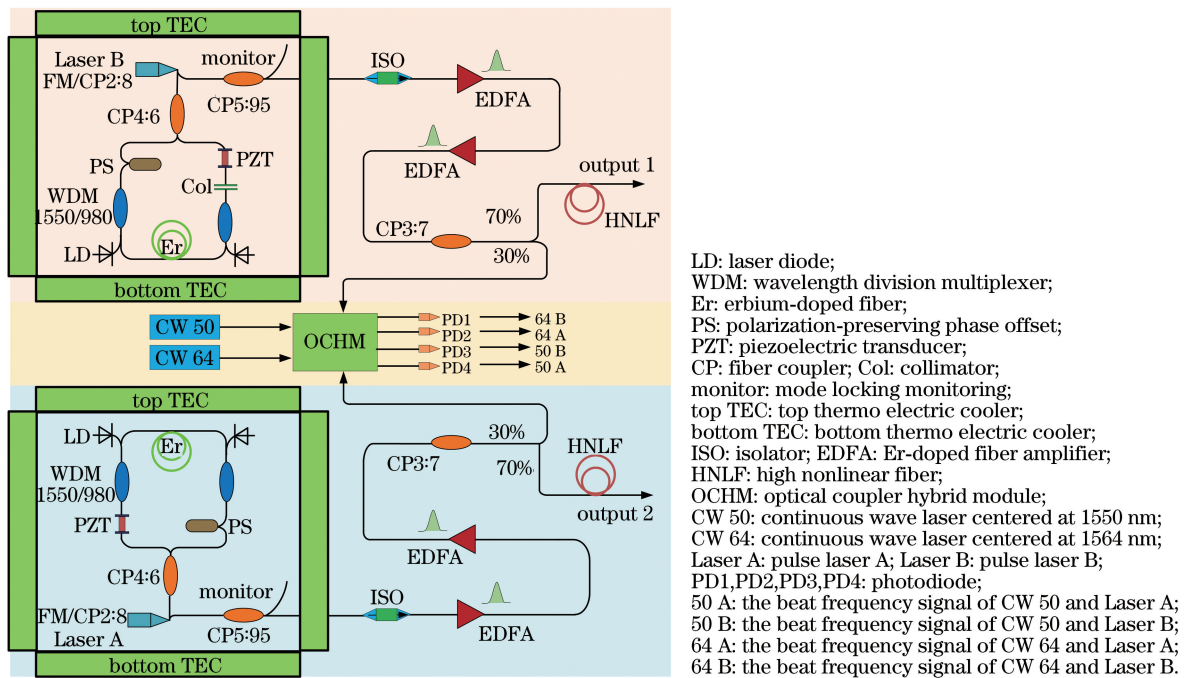 top TEC
Laser B
FM/CP2:8
monitor
CP5:95
CP4:6
PS
PZT
Col
WDM
1550/980
LD
Er
bottom TEC
ISO
EDFA
EDFA
CP3:7
70%
30%
output 1
HNLF
CW 50
CW 64
OCHM
PD1
PD2
PD3
PD4
64 B
64 A
50 B
50 A
top TEC
LD
Er
WDM
1550/980
PZT
PS
CP4:6
FM/CP2:8
Laser A
monitor
CP5:95
bottom TEC
ISO
EDFA
EDFA
CP3:7
30%
70%
HNLF
output 2
LD: laser diode;
WDM: wavelength division multiplexer;
Er: erbium-doped fiber;
PS: polarization-preserving phase offset;
PZT: piezoelectric transducer;
CP: fiber coupler; Col: collimator;
monitor: mode locking monitoring;
top TEC: top thermo electric cooler;
bottom TEC: bottom thermo electric cooler;
ISO: isolator; EDFA: Er-doped fiber amplifier;
HNLF: high nonlinear fiber;
OCHM: optical coupler hybrid module;
CW 50: continuous wave laser centered at 1550 nm;
CW 64: continuous wave laser centered at 1564 nm;
Laser A: pulse laser A; Laser B: pulse laser B;
PD1,PD2,PD3,PD4: photodiode;
50 A: the beat frequency signal of CW 50 and Laser A;
50 B: the beat frequency signal of CW 50 and Laser B;
64 A: the beat frequency signal of CW 64 and Laser A;
64 B: the beat frequency signal of CW 64 and Laser B.